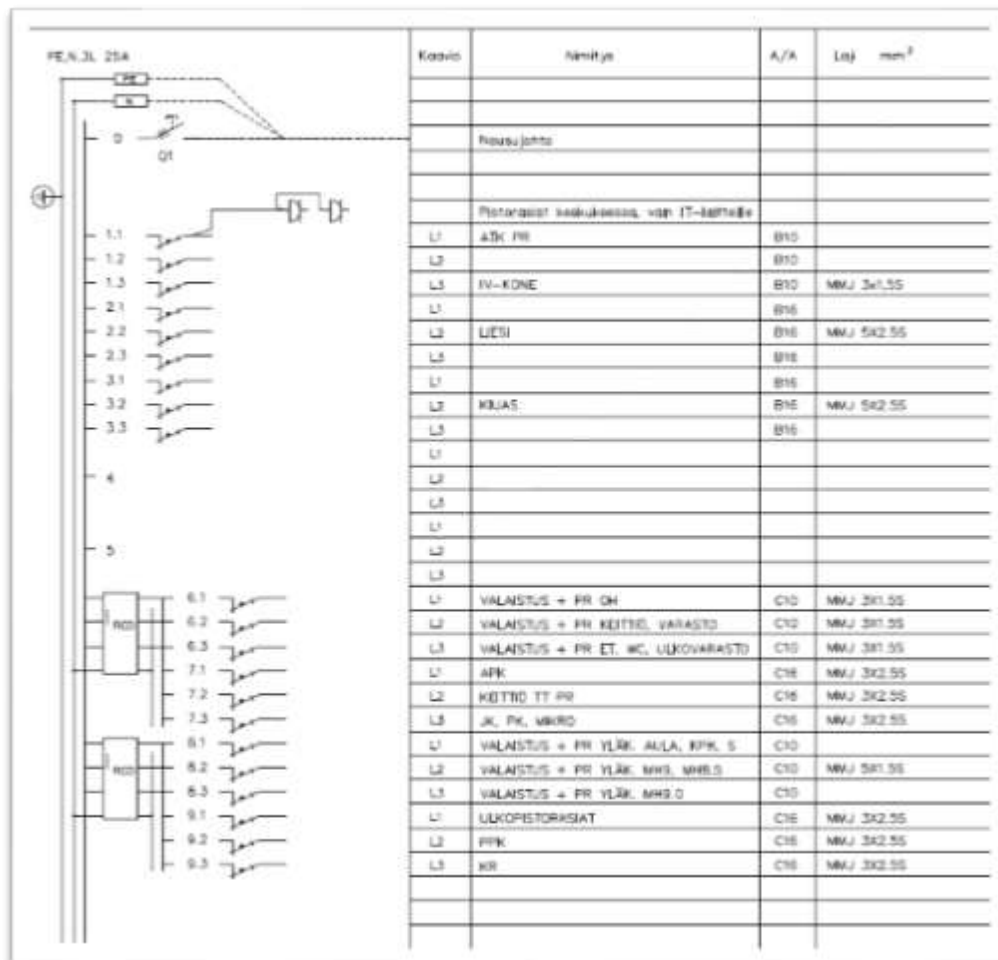 PE,N,3L 25A
Kaavio Nimitys A/A Laji mm²
PE
N
0
Q1
Nousujohto
Pistorasiat keskuksessa, vain IT-laitteille
1.1 L1 ATK PR B10
1.2 L2 B10
1.3 L3 IV-KONE B10 MMJ 3x1,5S
2.1 L1 B16
2.2 L2 LIESI B16 MMJ 5X2.5S
2.3 L3 B16
3.1 L1 B16
3.2 L2 KIUAS B16 MMJ 5X2.5S
3.3 L3 B16
L1
4 L2
L3
L1
5 L2
L3
6.1 L1 VALAISTUS + PR OH C10 MMJ 3X1.5S
RCD 6.2 L2 VALAISTUS + PR KEITTIÖ, VARASTO C10 MMJ 3X1.5S
6.3 L3 VALAISTUS + PR ET, WC, ULKOVARASTO C10 MMJ 3X1.5S
7.1 L1 APK C16 MMJ 3X2.5S
7.2 L2 KEITTIÖ TT PR C16 MMJ 3X2.5S
7.3 L3 JK, PK, MIKRO C16 MMJ 3X2.5S
8.1 L1 VALAISTUS + PR YLÄK. AULA, KPH, S C10
RCD 8.2 L2 VALAISTUS + PR YLÄK. C10 MMJ 5X1.5S
8.3 L3 VALAISTUS + PR YLÄK. C10
9.1 L1 ULKOPISTORASIAT C16 MMJ 3X2.5S
9.2 L2 PPK C16 MMJ 3X2.5S
9.3 L3 KR C16 MMJ 3X2.5S